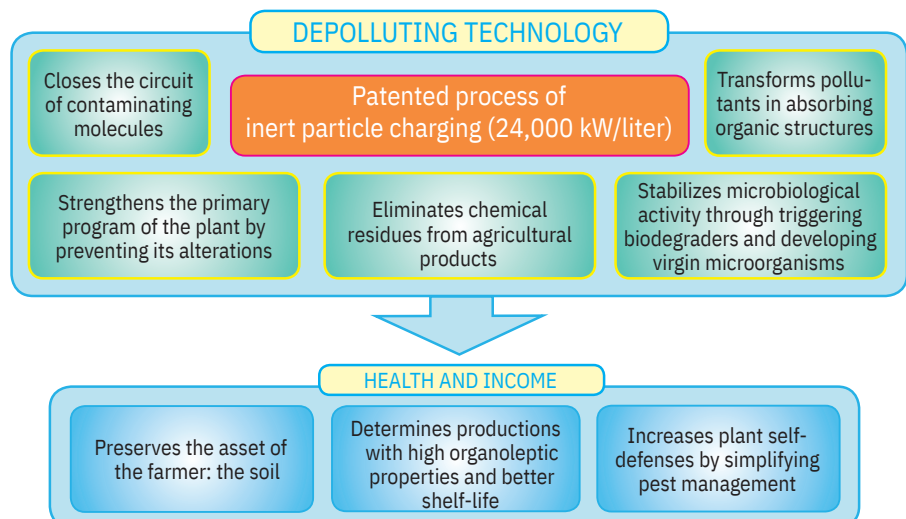 DEPOLLUTING TECHNOLOGY
Closes the circuit
of contaminating
molecules
Patented process of
inert particle charging (24,000 kW/liter)
Transforms pollu-
tants in absorbing
organic structures
Strengthens the primary
program of the plant by
preventing its alterations
Eliminates chemical
residues from agricultural
products
Stabilizes microbiological
activity through triggering
biodegraders and developing
virgin microorganisms
HEALTH AND INCOME
Preserves the asset of
the farmer: the soil
Determines productions
with high organoleptic
properties and better
shelf-life
Increases plant self-
defenses by simplifying
pest management